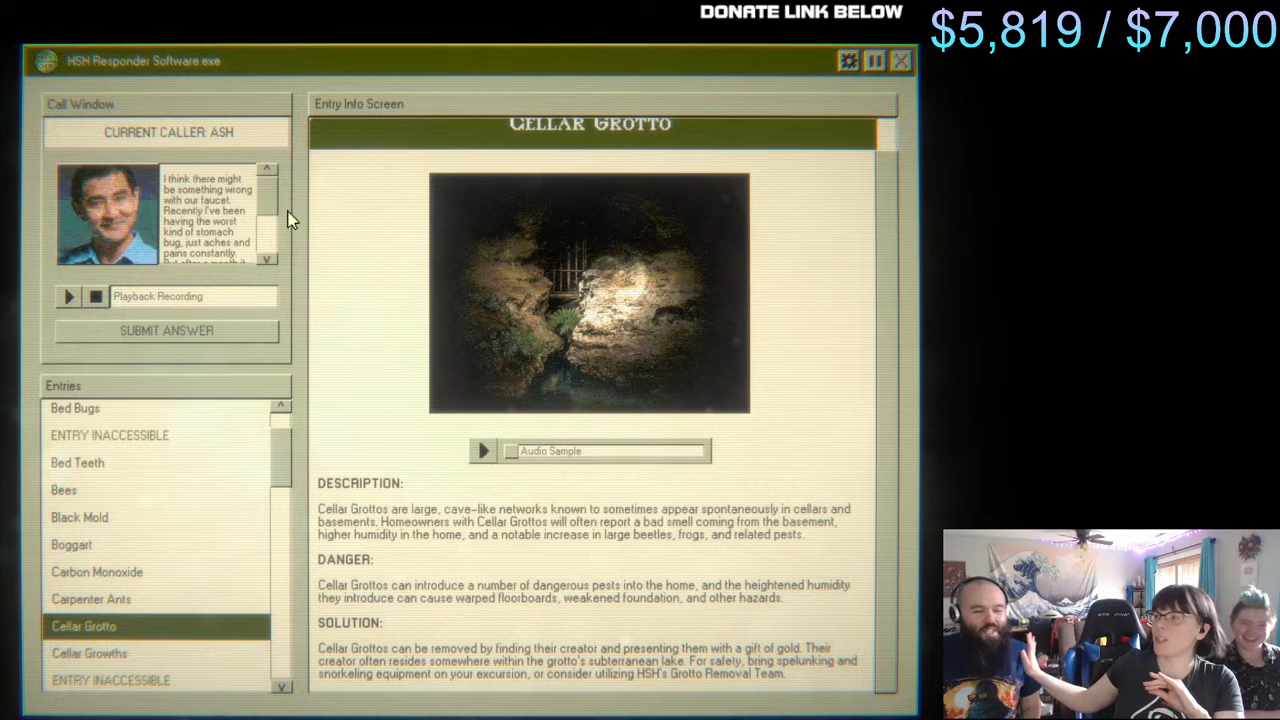 DONATE LINK BELOW
$5,819 / $7,000
HSH Responder Software.exe
Call Window
CURRENT CALLER: ASH
I think there might
be something wrong
with our faucet.
Recently I've been
having the worst
kind of stomach
bug, just aches and
pains constantly.
But after a month it
Playback Recording
SUBMIT ANSWER
Entries
Bed Bugs
ENTRY INACCESSIBLE
Bed Teeth
Bees
Black Mold
Boggart
Carbon Monoxide
Carpenter Ants
Cellar Grotto
Cellar Growths
ENTRY INACCESSIBLE
Entry Info Screen
CELLAR GROTTO
Audio Sample
DESCRIPTION:
Cellar Grottos are large, cave-like networks known to sometimes appear spontaneously in cellars and
basements. Homeowners with Cellar Grottos will often report a bad smell coming from the basement,
higher humidity in the home, and a notable increase in large beetles, frogs, and related pests.
DANGER:
Cellar Grottos can introduce a number of dangerous pests into the home, and the heightened humidity
they introduce can cause warped floorboards, weakened foundation, and other hazards.
SOLUTION:
Cellar Grottos can be removed by finding their creator and presenting them with a gift of gold. Their
creator often resides somewhere within the grotto's subterranean lake. For safety, bring spelunking and
snorkeling equipment on your excursion, or consider utilizing HSH's Grotto Removal Team.